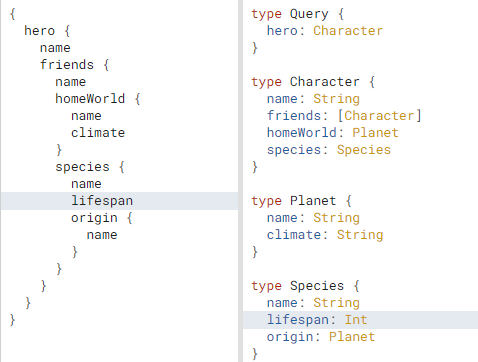 {
  hero {
    name
    friends {
      name
      homeWorld {
        name
        climate
      }
      species {
        name
        lifespan
        origin {
          name
        }
      }
    }
  }
}
type Query {
  hero: Character
}

type Character {
  name: String
  friends: [Character]
  homeWorld: Planet
  species: Species
}

type Planet {
  name: String
  climate: String
}

type Species {
  name: String
  lifespan: Int
  origin: Planet
}